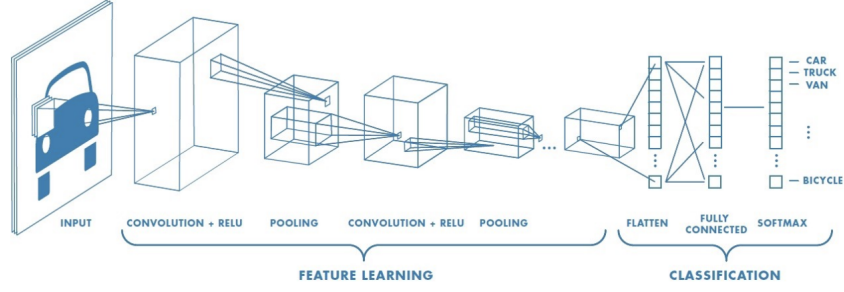 CAR
TRUCK
VAN
BICYCLE
INPUT
CONVOLUTION + RELU
POOLING
CONVOLUTION + RELU
POOLING
FLATTEN
FULLY
CONNECTED
SOFTMAX
FEATURE LEARNING
CLASSIFICATION